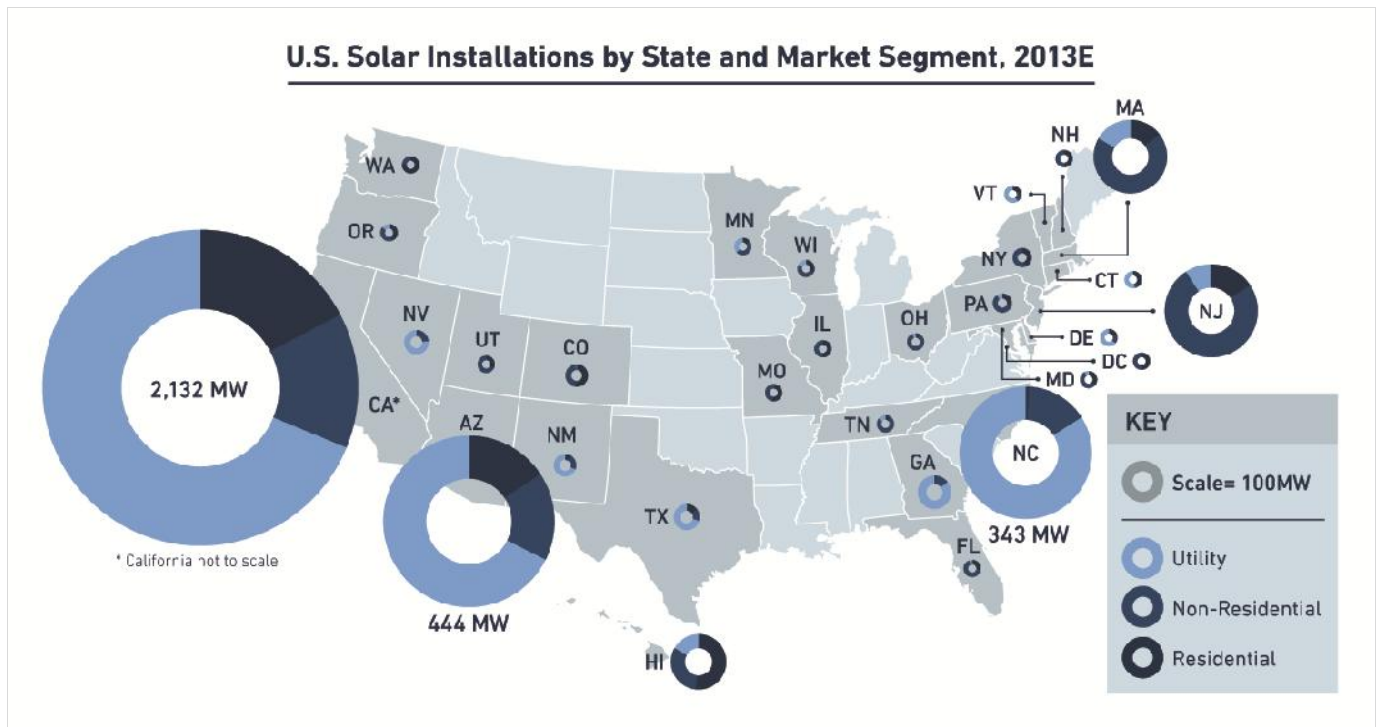 U.S. Solar Installations by State and Market Segment, 2013E
MA
NH
WA
VT
MN
OR
WI
NY
CT
NV
PA
NJ
IL
OH
UT
CO
DE
DC
MO
MD
2,132 MW
CA*
TN
AZ
NM
KEY
NC
GA
Scale= 100MW
TX
343 MW
FL
* California not to scale
Utility
Non-Residential
444 MW
HI
Residential